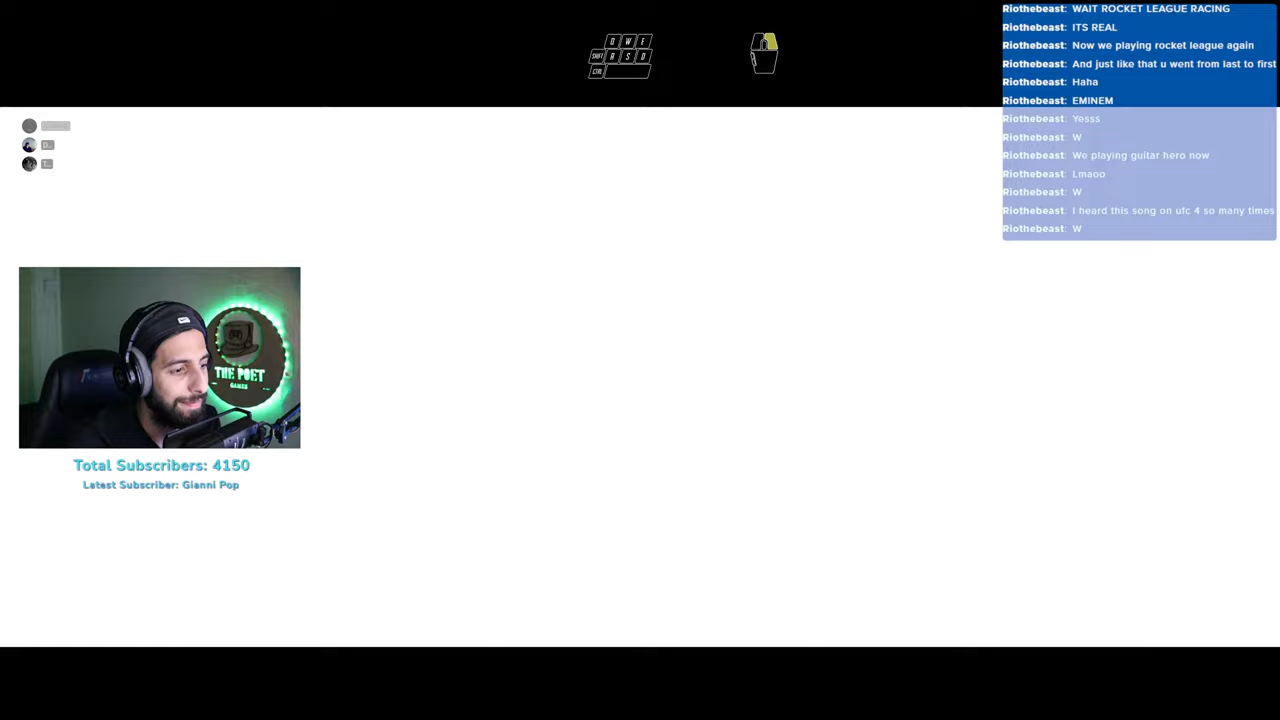 Riothebeast: WAIT ROCKET LEAGUE RACING
Riothebeast: ITS REAL
Riothebeast: Now we playing rocket league again
Riothebeast: And just like that u went from last to first
Riothebeast: Haha
Riothebeast: EMINEM
Riothebeast: Yesss
Riothebeast: W
Riothebeast: We playing guitar hero now
Riothebeast: Lmaoo
Riothebeast: W
Riothebeast: I heard this song on ufc 4 so many times
Riothebeast: W
Q W E
SHIFT A S D
CTRL
D..
T..
THE POET
GAMES
Total Subscribers: 4150
Latest Subscriber: Gianni Pop